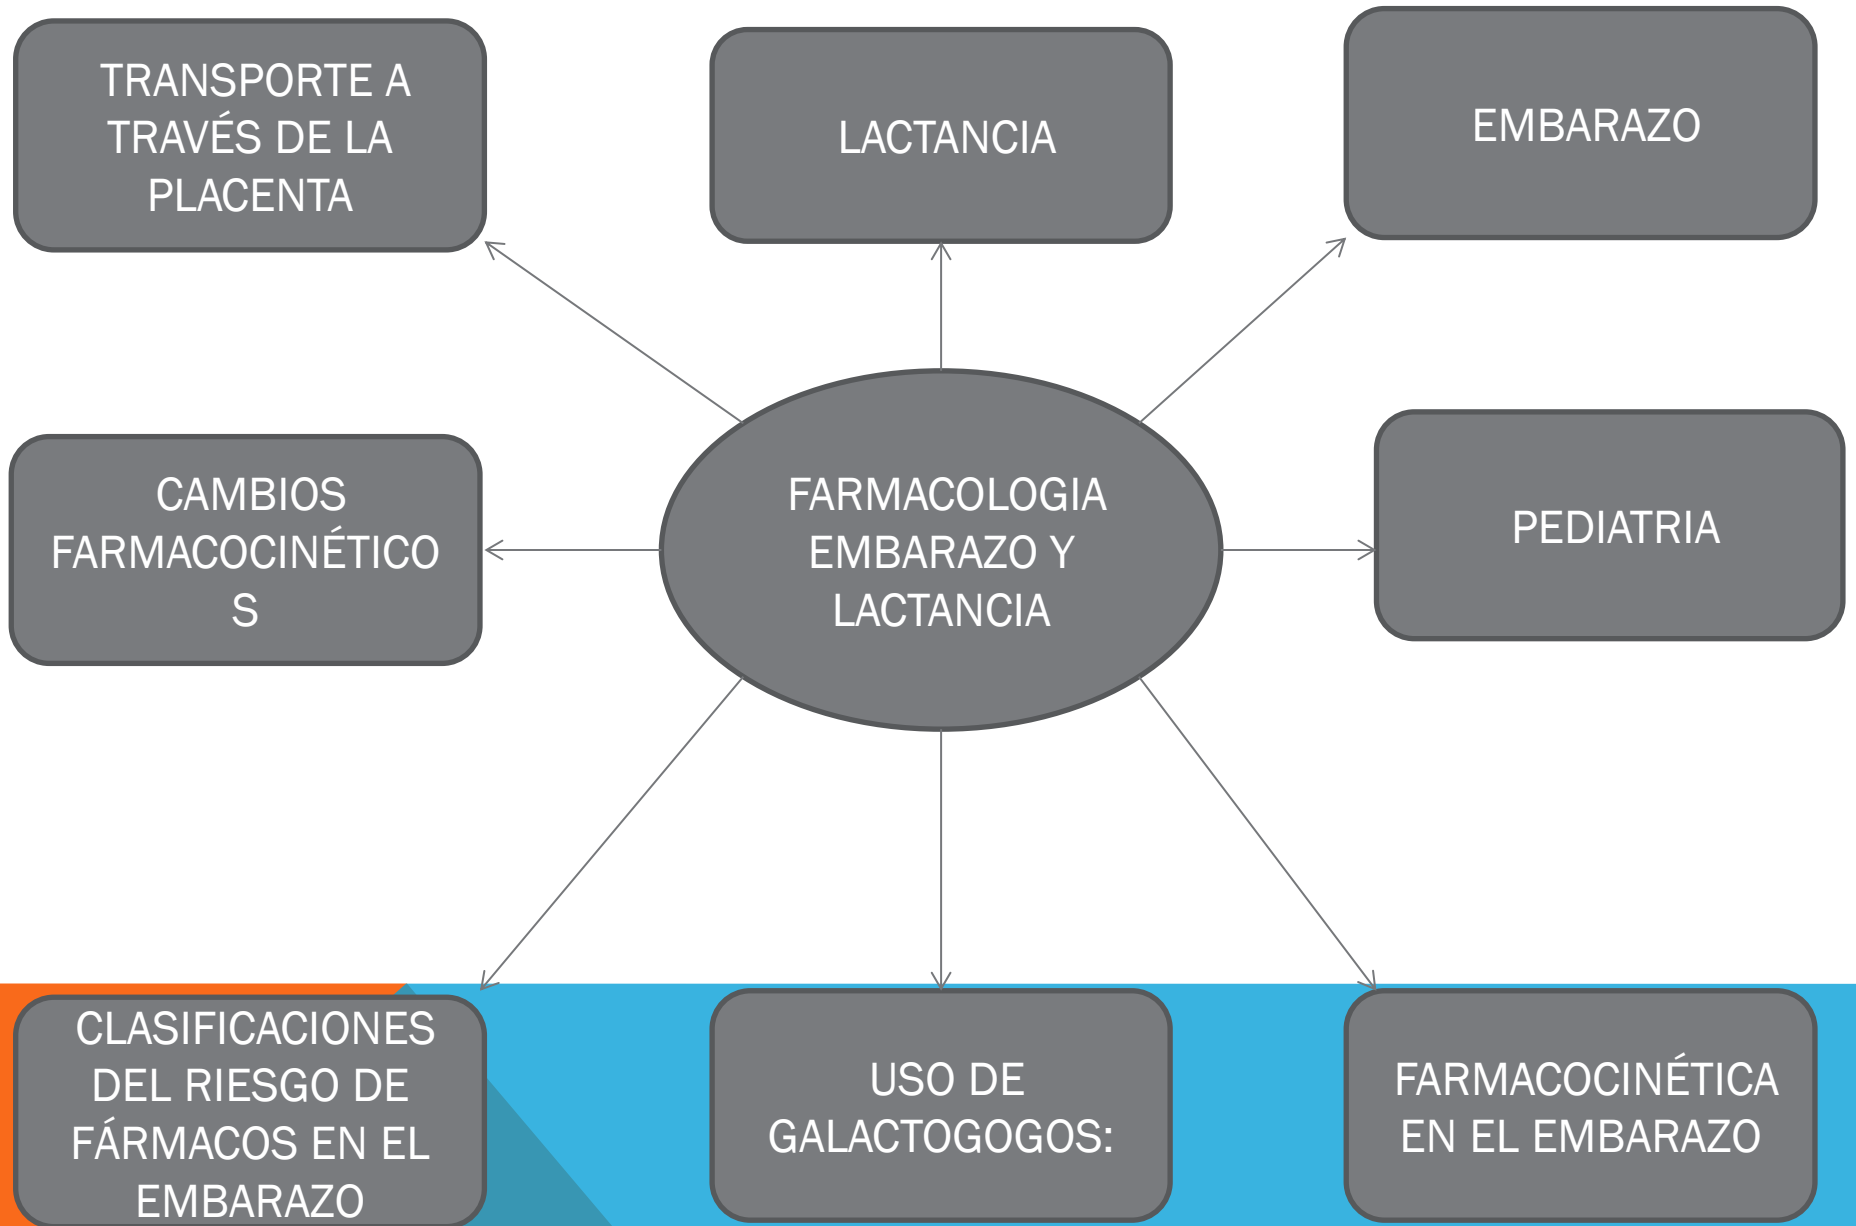 TRANSPORTE A
TRAVÉS DE LA
PLACENTA
LACTANCIA
EMBARAZO
CAMBIOS
FARMACOCINÉTICO
S
FARMACOLOGIA
EMBARAZO Y
LACTANCIA
PEDIATRIA
CLASIFICACIONES
DEL RIESGO DE
FÁRMACOS EN EL
EMBARAZO
USO DE
GALACTOGOGOS:
FARMACOCINÉTICA
EN EL EMBARAZO